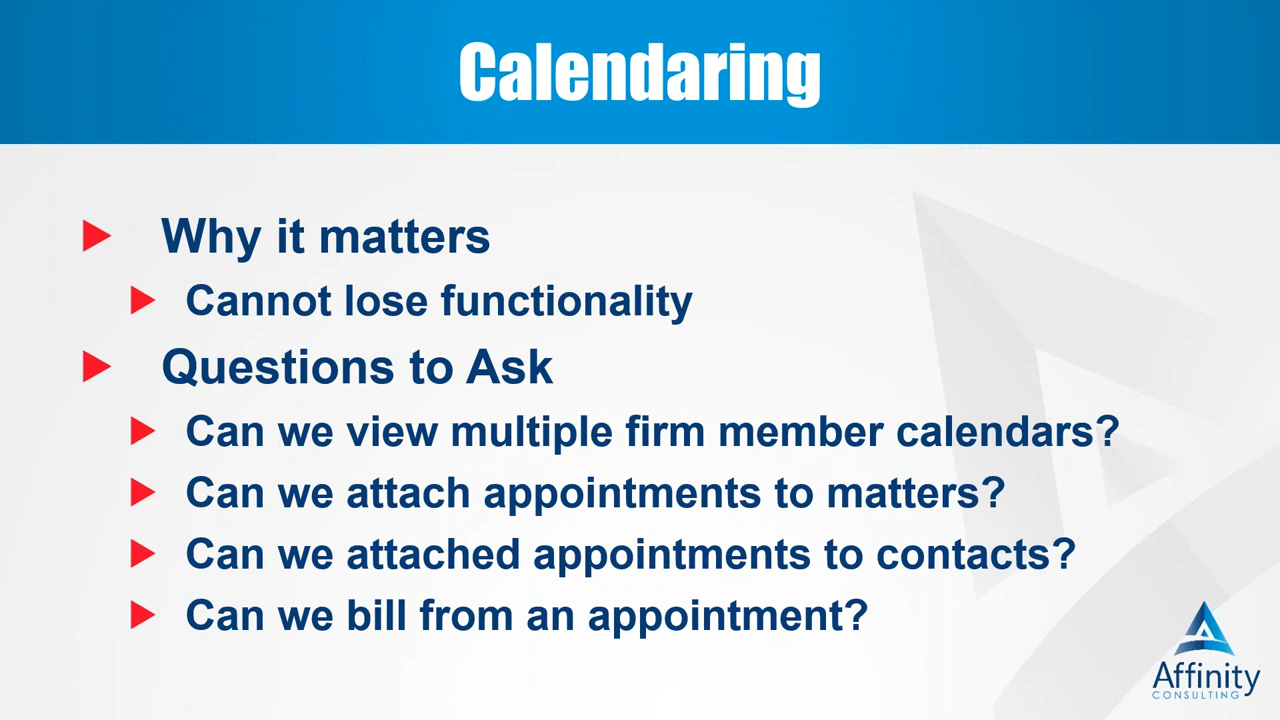 Calendaring
Why it matters
Cannot lose functionality
Questions to Ask
Can we view multiple firm member calendars?
Can we attach appointments to matters?
Can we attached appointments to contacts?
Can we bill from an appointment?
Affinity
CONSULTING